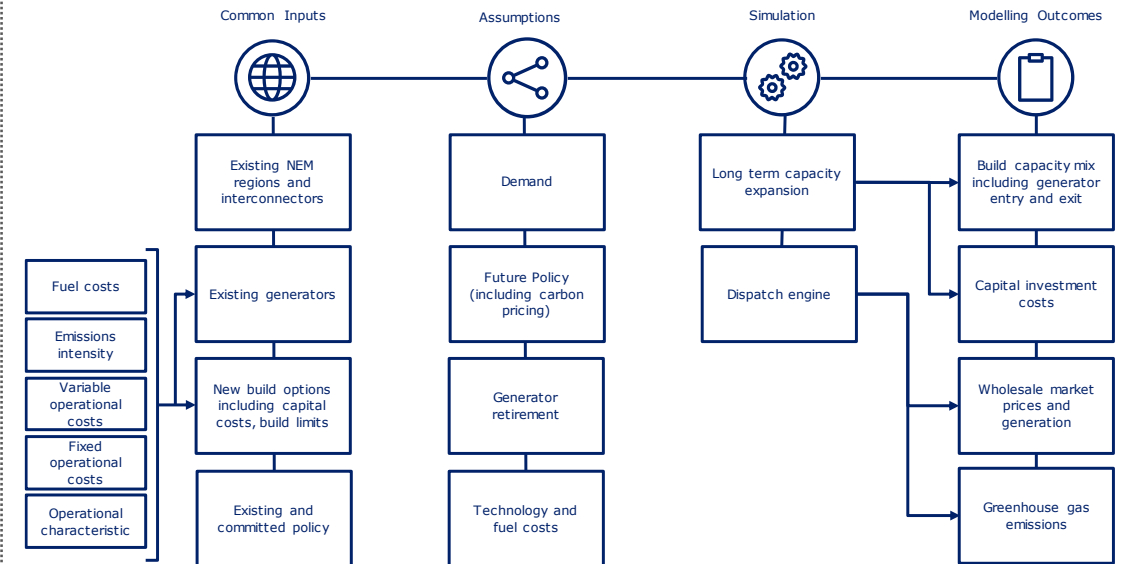 Common Inputs
Assumptions
Simulation
Modelling Outcomes
Existing NEM
regions and
interconnectors
Demand
Long term capacity
expansion
Build capacity mix
including generator
entry and exit
Fuel costs
Emissions
intensity
Variable
operational
costs
Fixed
operational
costs
Operational
characteristic
Existing generators
Future Policy
(including carbon
pricing)
Dispatch engine
Capital investment
costs
New build options
including capital
costs, build limits
Generator
retirement
Wholesale market
prices and
generation
Existing and
committed policy
Technology and
fuel costs
Greenhouse gas
emissions